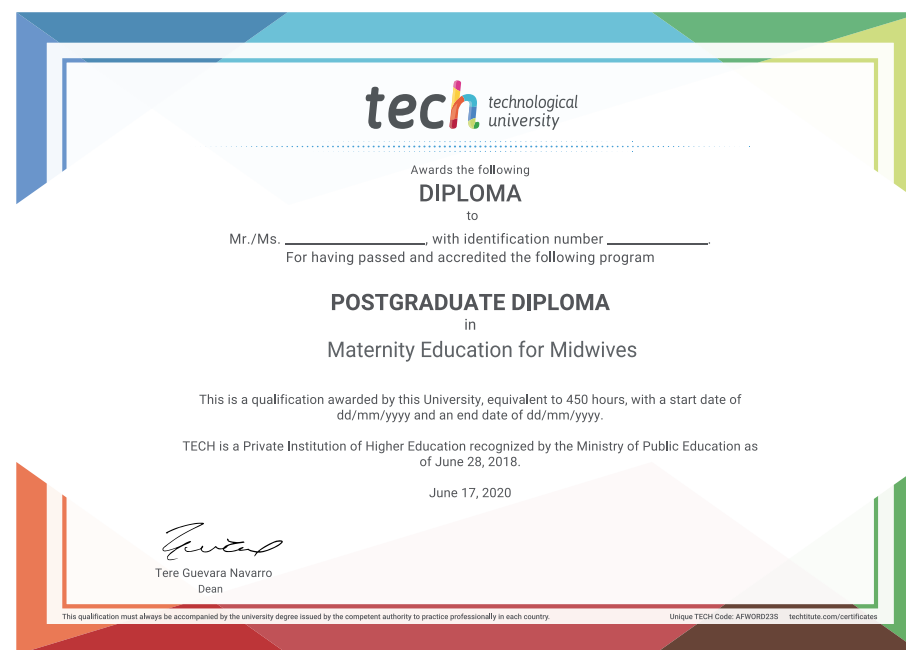 tech technological
university
Awards the following
DIPLOMA
to
Mr./Ms. ____________, with identification number ____________.
For having passed and accredited the following program
POSTGRADUATE DIPLOMA
in
Maternity Education for Midwives
This is a qualification awarded by this University, equivalent to 450 hours, with a start date of
dd/mm/yyyy and an end date of dd/mm/yyyy.
TECH is a Private Institution of Higher Education recognized by the Ministry of Public Education as
of June 28, 2018.
June 17, 2020
Tere Guevara Navarro
Dean
This qualification must always be accompanied by the university degree issued by the competent authority to practice professionally in each country. Unique TECH Code: AFWORD23S techtitute.com/certificates